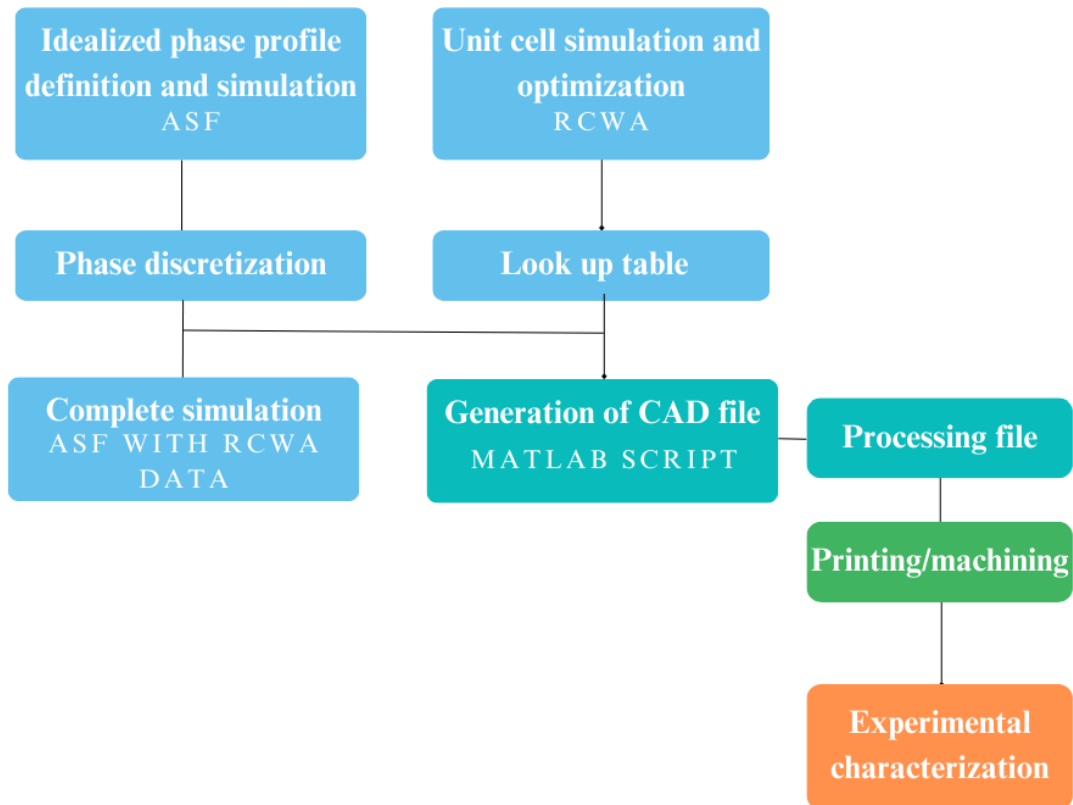 Idealized phase profile
definition and simulation
ASF
Unit cell simulation and
optimization
RCWA
Phase discretization
Look up table
Complete simulation
ASF WITH RCWA
DATA
Generation of CAD file
MATLAB SCRIPT
Processing file
Printing/machining
Experimental
characterization